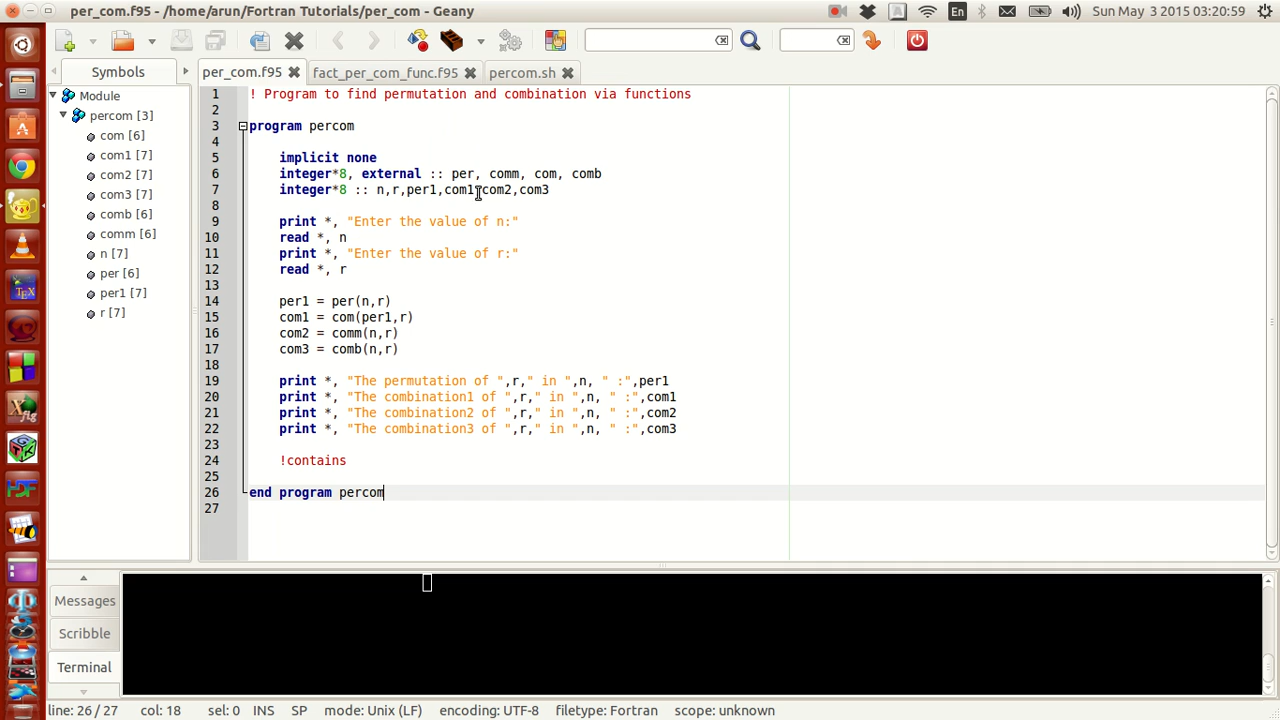 per_com.f95 - /home/arun/Fortran Tutorials/per_com - Geany
En
Sun May 3 2015 03:20:59
Symbols
per_com.f95
fact_per_com_func.f95
percom.sh
Module
percom [3]
com [6]
com1 [7]
com2 [7]
com3 [7]
comb [6]
comm [6]
n [7]
per [6]
per1 [7]
r [7]
1 ! Program to find permutation and combination via functions
2
3 program percom
4
5 implicit none
6 integer*8, external :: per, comm, com, comb
7 integer*8 :: n,r,per1,com1,com2,com3
8
9 print *, "Enter the value of n:"
10 read *, n
11 print *, "Enter the value of r:"
12 read *, r
13
14 per1 = per(n,r)
15 com1 = com(per1,r)
16 com2 = comm(n,r)
17 com3 = comb(n,r)
18
19 print *, "The permutation of ",r," in ",n, " :",per1
20 print *, "The combination1 of ",r," in ",n, " :",com1
21 print *, "The combination2 of ",r," in ",n, " :",com2
22 print *, "The combination3 of ",r," in ",n, " :",com3
23
24 !contains
25
26 end program percom
27
Messages
Scribble
Terminal
line: 26 / 27 col: 18 sel: 0 INS SP mode: Unix (LF) encoding: UTF-8 filetype: Fortran scope: unknown